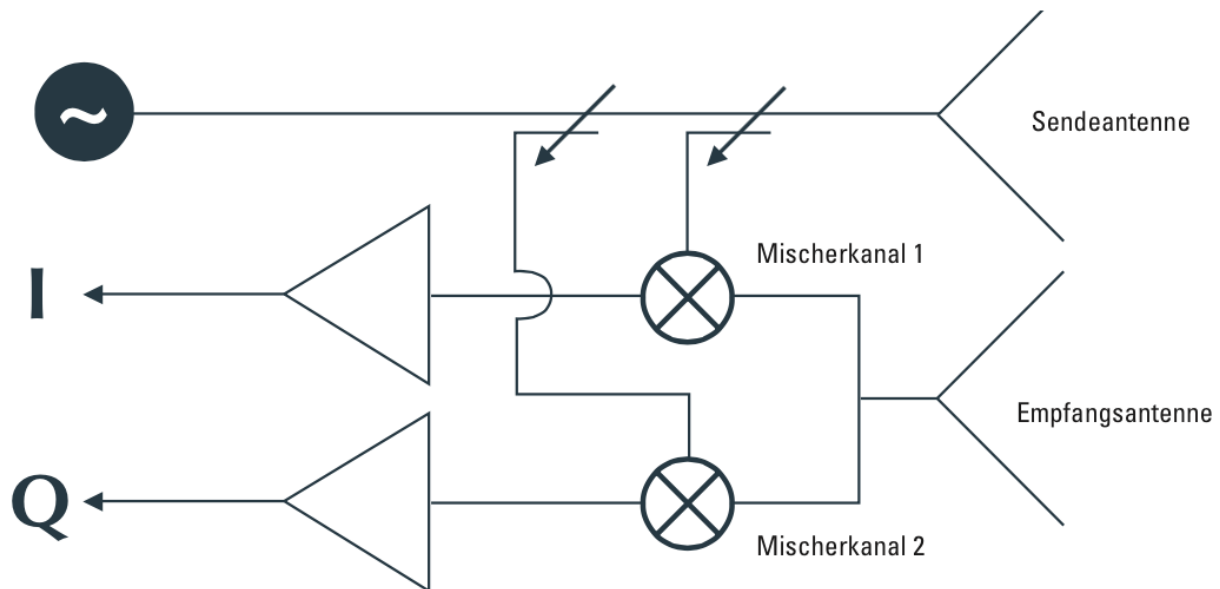 ~
Sendeantenne
I
Mischerkanal 1
Empfangsantenne
Q
Mischerkanal 2